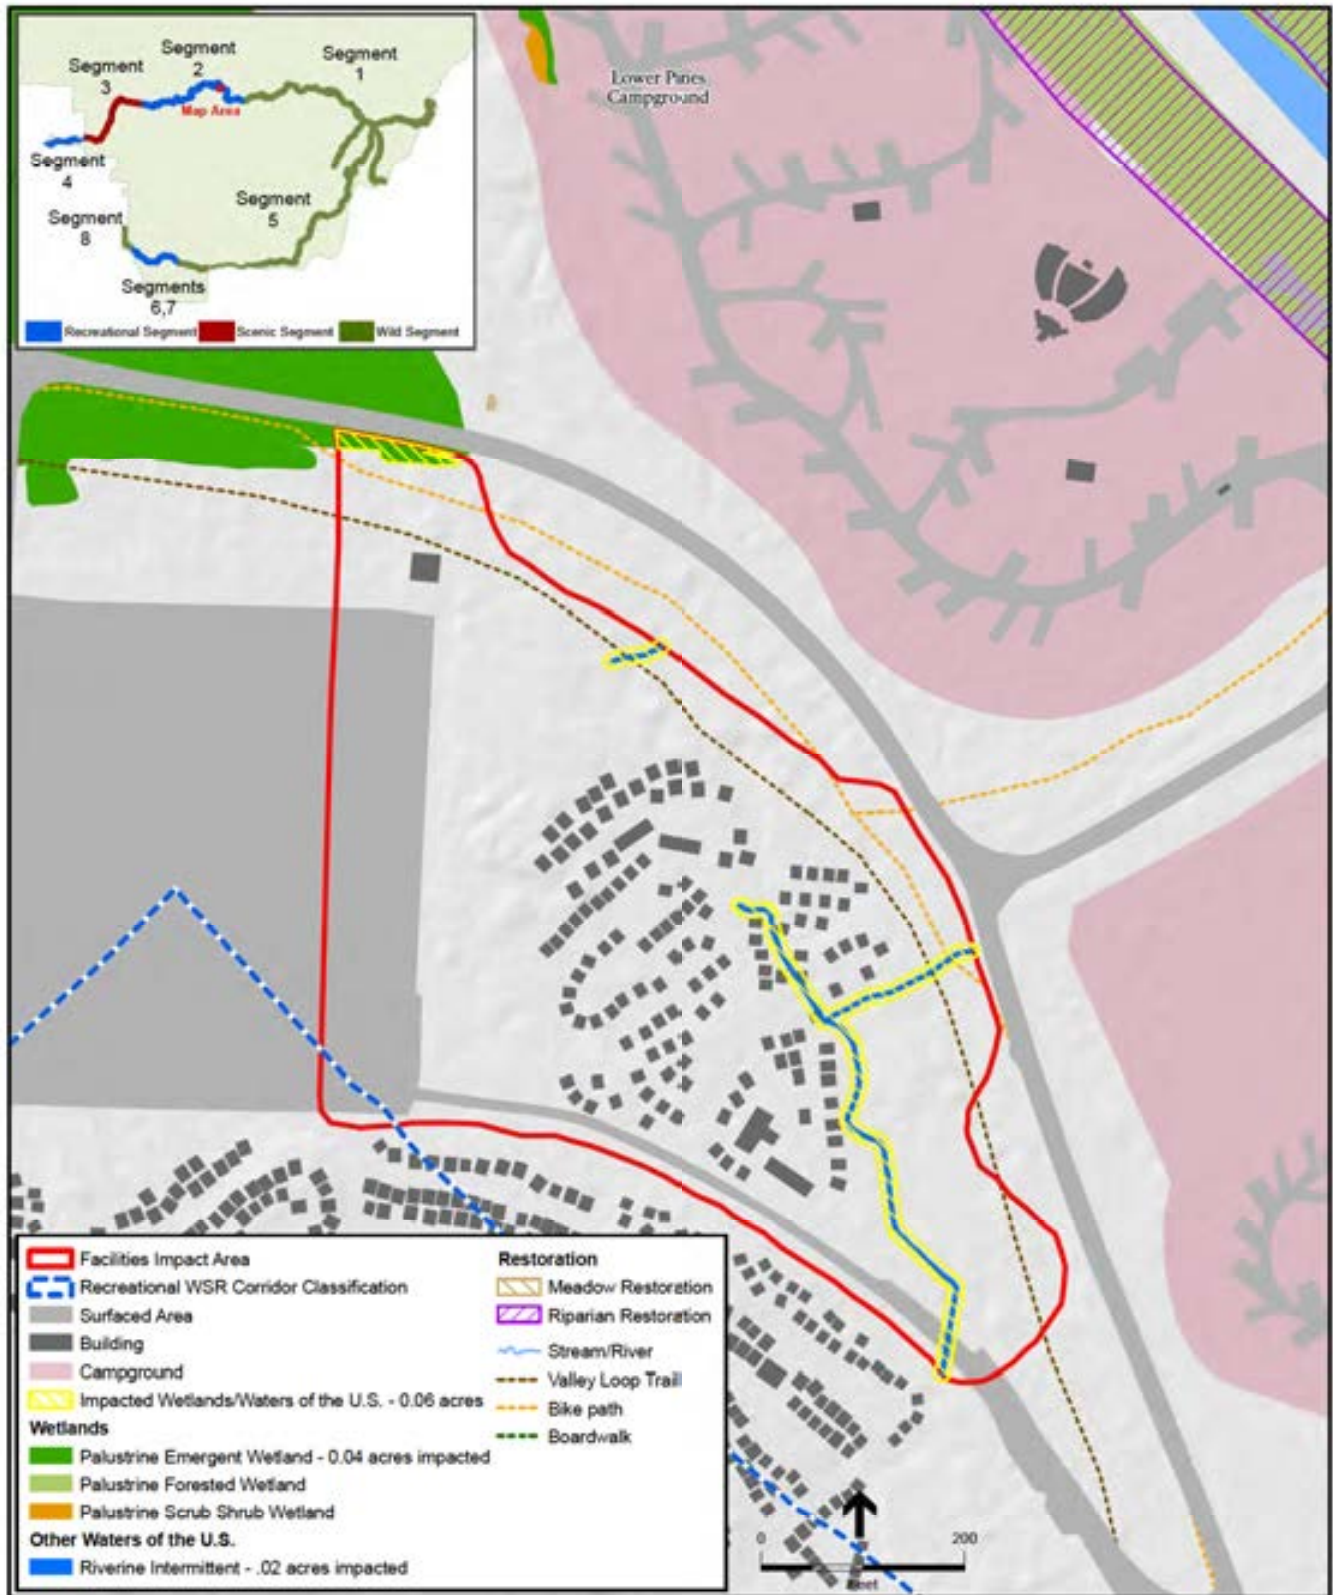 Segment
2
Segment
3
Segment
1
Map Area
Segment
4
Segment
5
Segment
8
Segments
6,7
Recreational Segment
Scenic Segment
Wild Segment
Lower Pines
Campground
Facilities Impact Area
Recreational WSR Corridor Classification
Surfaced Area
Building
Campground
Impacted Wetlands/Waters of the U.S. - 0.06 acres
Wetlands
Palustrine Emergent Wetland - 0.04 acres impacted
Palustrine Forested Wetland
Palustrine Scrub Shrub Wetland
Other Waters of the U.S.
Riverine Intermittent - .02 acres impacted
Restoration
Meadow Restoration
Riparian Restoration
Stream/River
Valley Loop Trail
Bike path
Boardwalk
0 200
Feet